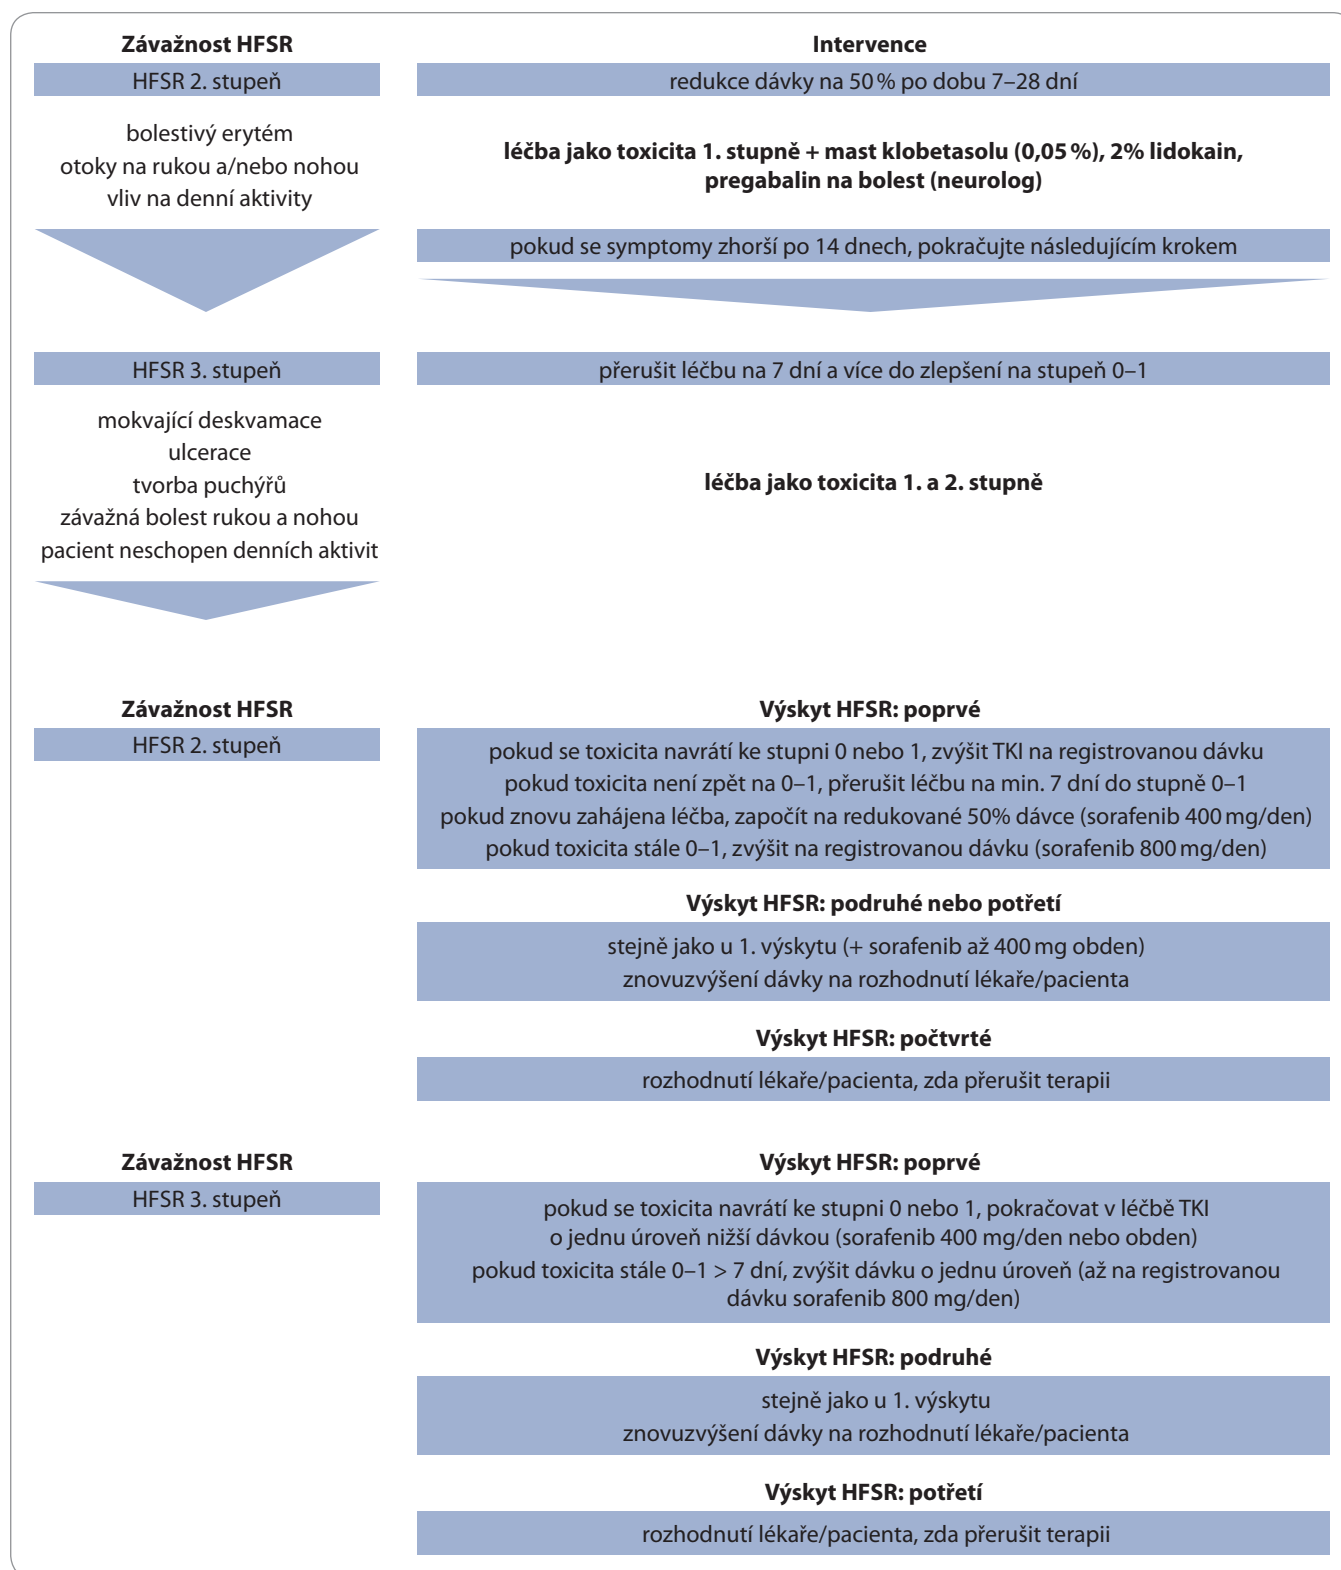 Závažnost HFSR
Intervence
HFSR 2. stupeň
redukce dávky na 50 % po dobu 7–28 dní
bolestivý erytém
otoky na rukou a/nebo nohou
vliv na denní aktivity
léčba jako toxicita 1. stupně + mast klobetasolu (0,05 %), 2% lidokain,
pregabalin na bolest (neurolog)
pokud se symptomy zhorší po 14 dnech, pokračujte následujícím krokem
HFSR 3. stupeň
přerušit léčbu na 7 dní a více do zlepšení na stupeň 0–1
mokvající deskvamace
ulcerace
tvorba puchýřů
závažná bolest rukou a nohou
pacient neschopen denních aktivit
léčba jako toxicita 1. a 2. stupně
Závažnost HFSR
Výskyt HFSR: poprvé
HFSR 2. stupeň
pokud se toxicita navrátí ke stupni 0 nebo 1, zvýšit TKI na registrovanou dávku
pokud toxicita není zpět na 0–1, přerušit léčbu na min. 7 dní do stupně 0–1
pokud znovu zahájena léčba, započít na redukované 50% dávce (sorafenib 400 mg/den)
pokud toxicita stále 0–1, zvýšit na registrovanou dávku (sorafenib 800 mg/den)
Výskyt HFSR: podruhé nebo potřetí
stejně jako u 1. výskytu (+ sorafenib až 400 mg obden)
znovuzvýšení dávky na rozhodnutí lékaře/pacienta
Výskyt HFSR: počtvrté
rozhodnutí lékaře/pacienta, zda přerušit terapii
Závažnost HFSR
Výskyt HFSR: poprvé
HFSR 3. stupeň
pokud se toxicita navrátí ke stupni 0 nebo 1, pokračovat v léčbě TKI
o jednu úroveň nižší dávkou (sorafenib 400 mg/den nebo obden)
pokud toxicita stále 0–1 > 7 dní, zvýšit dávku o jednu úroveň (až na registrovanou
dávku sorafenib 800 mg/den)
Výskyt HFSR: podruhé
stejně jako u 1. výskytu
znovuzvýšení dávky na rozhodnutí lékaře/pacienta
Výskyt HFSR: potřetí
rozhodnutí lékaře/pacienta, zda přerušit terapii